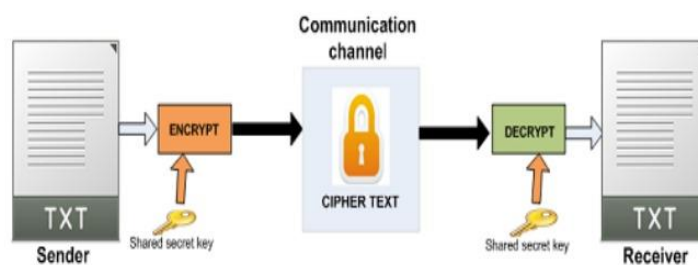 Communication
channel
ENCRYPT
DECRYPT
CIPHER TEXT
TXT
TXT
Shared secret key
Shared secret key
Sender
Receiver